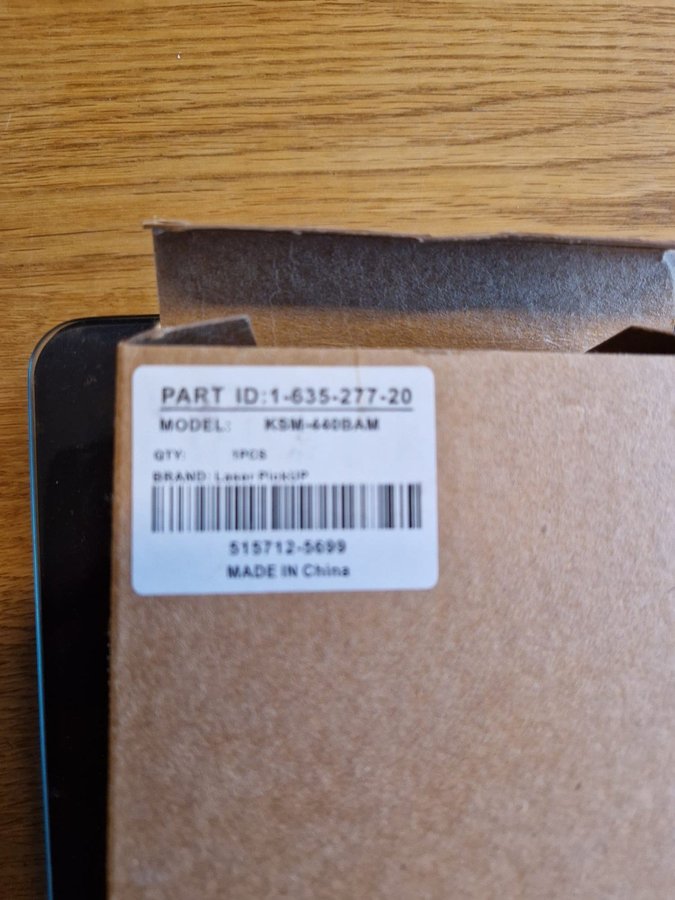 PART ID:1-635-277-20
MODEL: KSM-440BAM
QTY: 1PCS
BRAND: Laser PickUP
515712-5699
MADE IN China